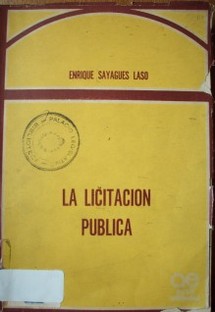 ENRIQUE SAYAGUES LASO
LA LICITACION
PUBLICA